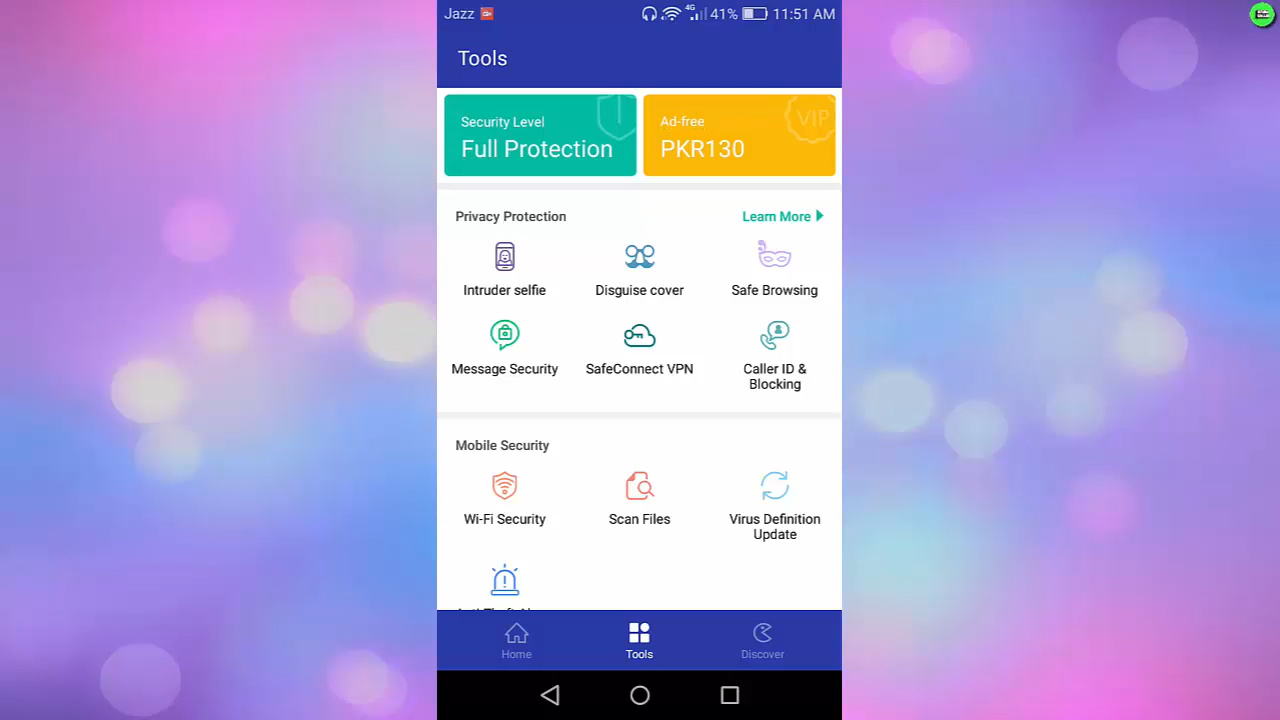 Jazz 4G 41% 11:51 AM
Tools
Security Level
Full Protection
Ad-free
PKR130
VIP
Privacy Protection
Learn More
Intruder selfie
Disguise cover
Safe Browsing
Message Security
SafeConnect VPN
Caller ID &
Blocking
Mobile Security
Wi-Fi Security
Scan Files
Virus Definition
Update
Home
Tools
Discover